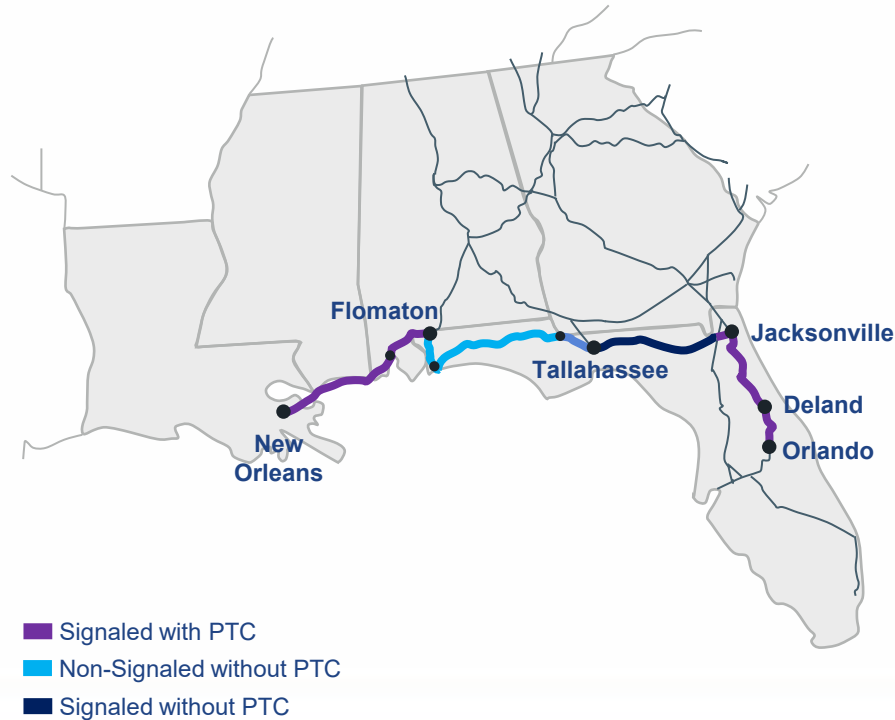 Flomaton
Jacksonville
Tallahassee
Deland
New
Orleans
Orlando
Signaled with PTC
Non-Signaled without PTC
Signaled without PTC